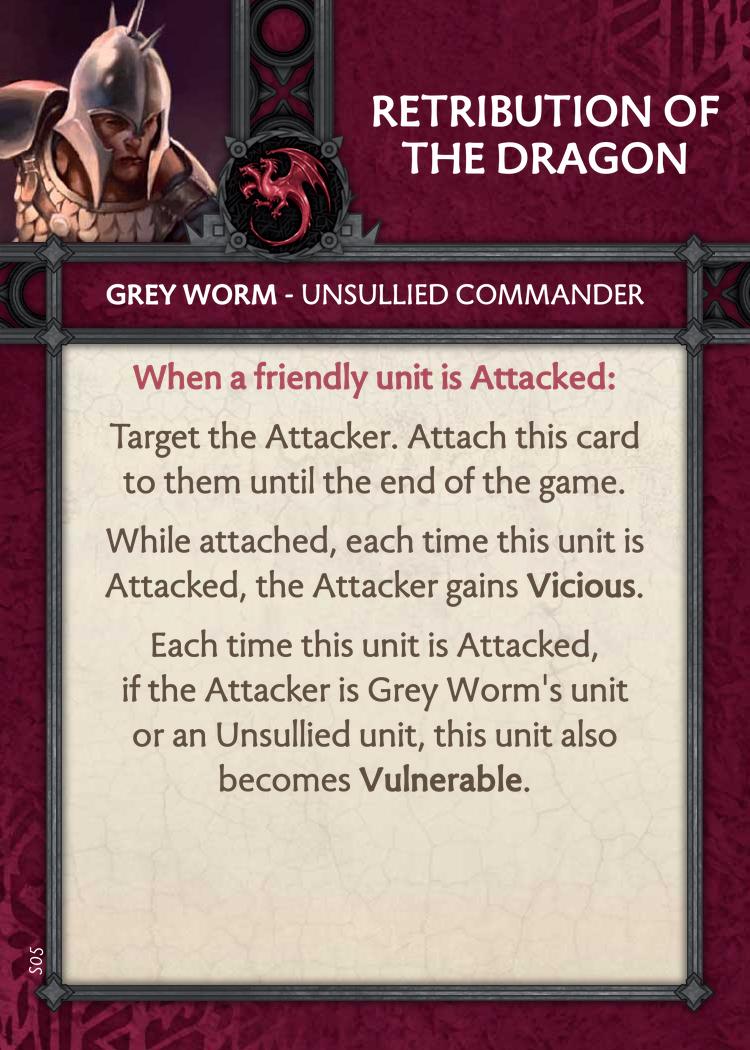 RETRIBUTION OF
THE DRAGON
GREY WORM - UNSULLIED COMMANDER
When a friendly unit is Attacked:
Target the Attacker. Attach this card
to them until the end of the game.
While attached, each time this unit is
Attacked, the Attacker gains Vicious.
Each time this unit is Attacked,
if the Attacker is Grey Worm's unit
or an Unsullied unit, this unit also
becomes Vulnerable.
S05